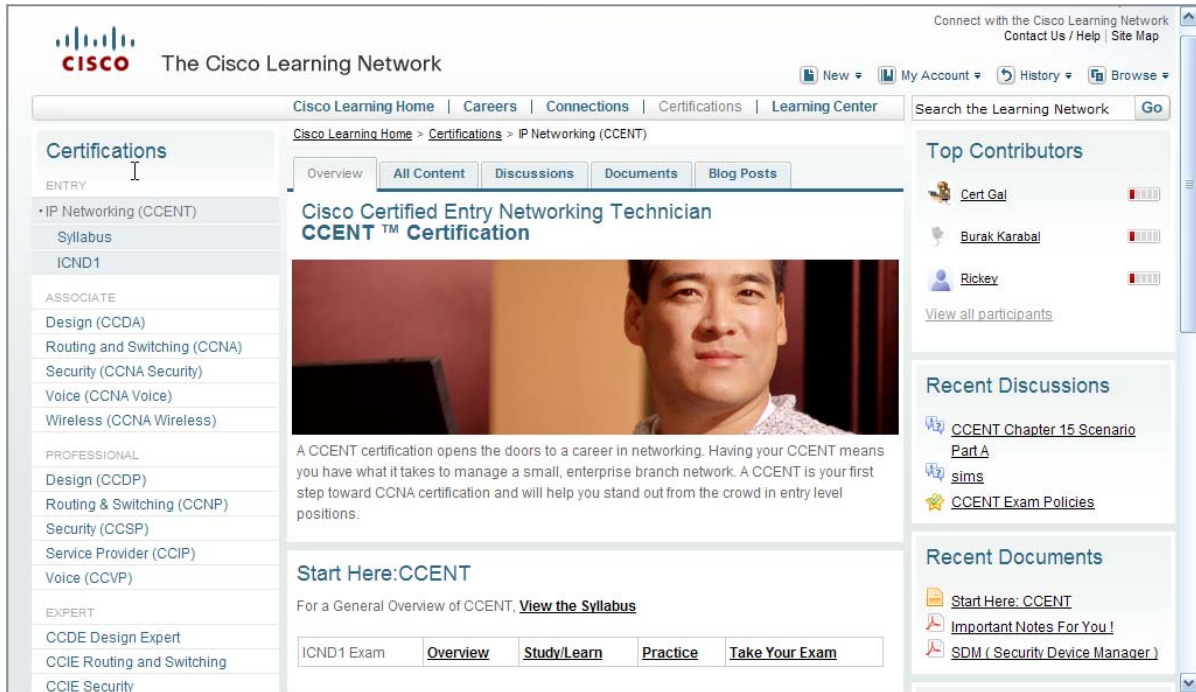 Connect with the Cisco Learning Network
Contact Us / Help | Site Map
CISCO
The Cisco Learning Network
New
My Account
History
Browse
Cisco Learning Home | Careers | Connections | Certifications | Learning Center
Search the Learning Network
Go
Certifications
ENTRY
• IP Networking (CCENT)
Syllabus
ICND1
ASSOCIATE
Design (CCDA)
Routing and Switching (CCNA)
Security (CCNA Security)
Voice (CCNA Voice)
Wireless (CCNA Wireless)
PROFESSIONAL
Design (CCDP)
Routing & Switching (CCNP)
Security (CCSP)
Service Provider (CCIP)
Voice (CCVP)
EXPERT
CCDE Design Expert
CCIE Routing and Switching
CCIE Security
Cisco Learning Home > Certifications > IP Networking (CCENT)
Overview
All Content
Discussions
Documents
Blog Posts
Cisco Certified Entry Networking Technician
CCENT ™ Certification
A CCENT certification opens the doors to a career in networking. Having your CCENT means
you have what it takes to manage a small, enterprise branch network. A CCENT is your first
step toward CCNA certification and will help you stand out from the crowd in entry level
positions.
Start Here:CCENT
For a General Overview of CCENT, View the Syllabus
ICND1 Exam
Overview
Study/Learn
Practice
Take Your Exam
Top Contributors
Cert Gal
Burak Karabal
Rickey
View all participants
Recent Discussions
CCENT Chapter 15 Scenario
Part A
sims
CCENT Exam Policies
Recent Documents
Start Here: CCENT
Important Notes For You !
SDM ( Security Device Manager )